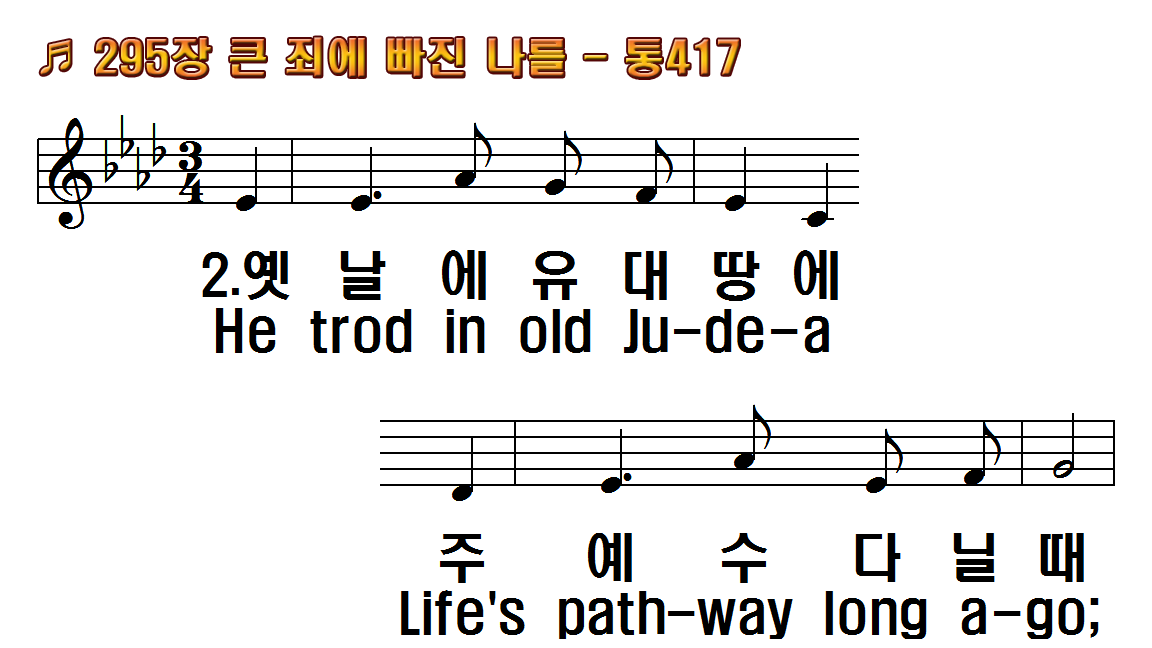 ♬ 295장 큰 죄에 빠진 나를 - 통417
3
4
2.옛 날 에 유 대 땅 에
He trod in old Ju-de-a
주 예 수 다 닐 때
Life's path-way long a-go;